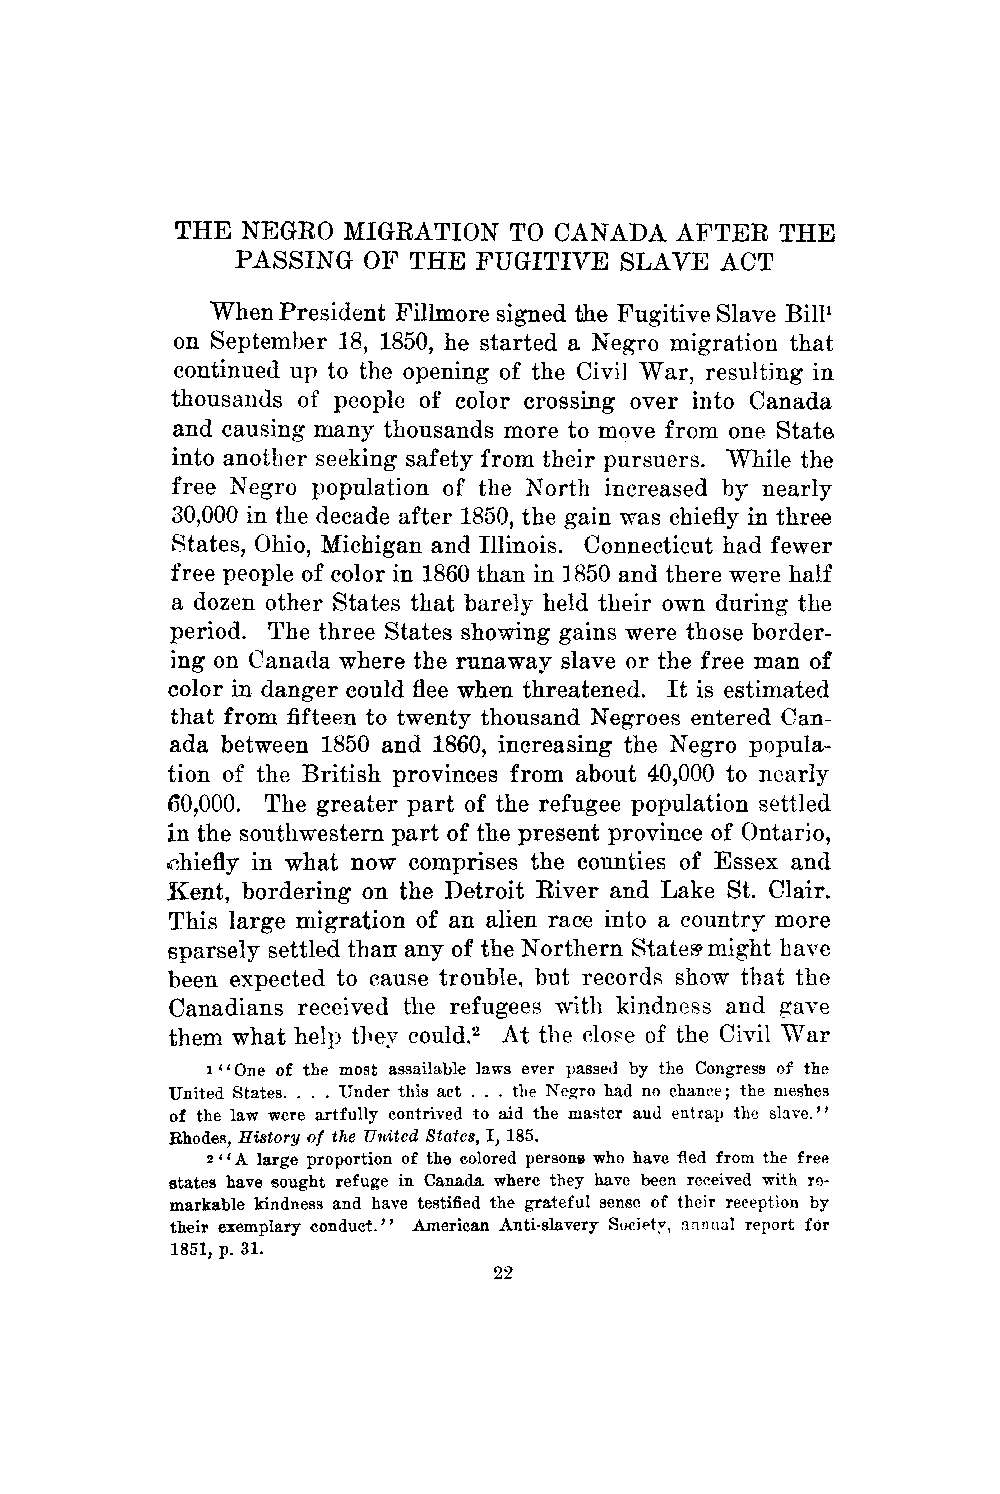 THE NEGRO MIGRATION TO CANADA AFTER THE
PASSING OF THE FUGITIVE SLAVE ACT
When President Fillmore signed the Fugitive Slave Bill¹
on September 18, 1850, he started a Negro migration that
continued up to the opening of the Civil War, resulting in
thousands of people of color crossing over into Canada
and causing many thousands more to move from one State
into another seeking safety from their pursuers. While the
free Negro population of the North increased by nearly
30,000 in the decade after 1850, the gain was chiefly in three
States, Ohio, Michigan and Illinois. Connecticut had fewer
free people of color in 1860 than in 1850 and there were half
a dozen other States that barely held their own during the
period. The three States showing gains were those border-
ing on Canada where the runaway slave or the free man of
color in danger could flee when threatened. It is estimated
that from fifteen to twenty thousand Negroes entered Can-
ada between 1850 and 1860, increasing the Negro popula-
tion of the British provinces from about 40,000 to nearly
60,000. The greater part of the refugee population settled
in the southwestern part of the present province of Ontario,
chiefly in what now comprises the counties of Essex and
Kent, bordering on the Detroit River and Lake St. Clair.
This large migration of an alien race into a country more
sparsely settled than any of the Northern States might have
been expected to cause trouble, but records show that the
Canadians received the refugees with kindness and gave
them what help they could.² At the close of the Civil War
¹ "One of the most assailable laws ever passed by the Congress of the
United States. . . . Under this act . . . the Negro had no chance; the meshes
of the law were artfully contrived to aid the master and entrap the slave."
Rhodes, History of the United States, I, 185.
² "A large proportion of the colored persons who have fled from the free
states have sought refuge in Canada where they have been received with re-
markable kindness and have testified the grateful sense of their reception by
their exemplary conduct." American Anti-slavery Society, annual report for
1851, p. 31.
22